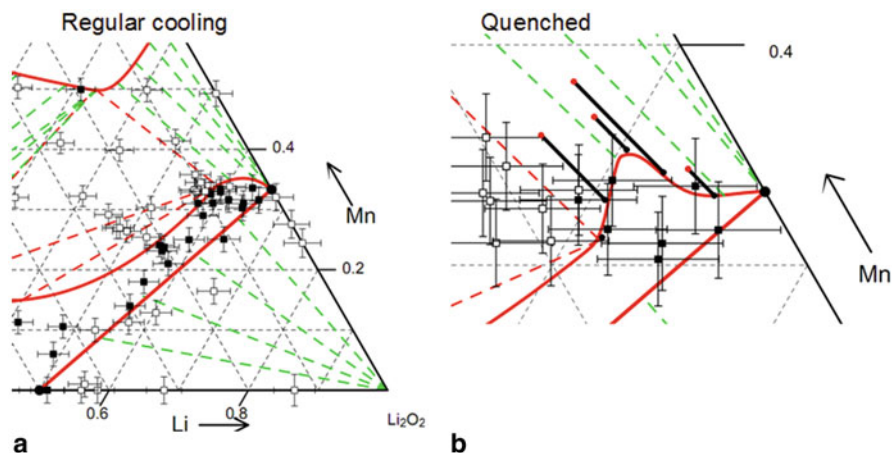 Regular cooling
0.4
Mn
0.2
0.6
0.8
Li
Li₂O₂
a
Quenched
0.4
Mn
b